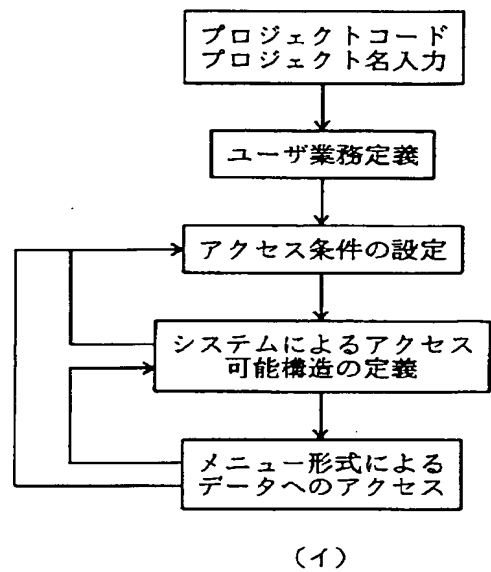 プロジェクトコード
プロジェクト名入力
ユーザ業務定義
アクセス条件の設定
システムによるアクセス
可能構造の定義
メニュー形式による
データへのアクセス
(イ)